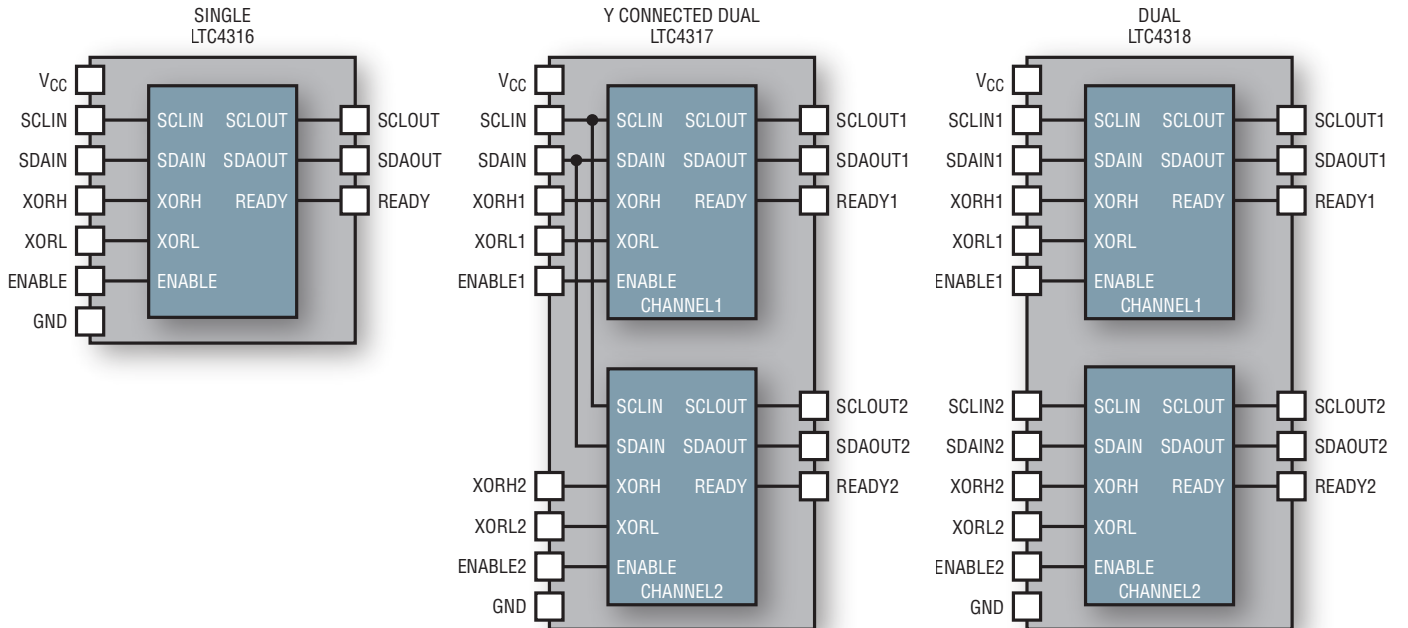 SINGLE
LTC4316
VCC
SCLIN
SDAIN
XORH
XORL
ENABLE
GND
SCLIN SCLOUT
SDAIN SDAOUT
XORH READY
XORL
ENABLE
SCLOUT
SDAOUT
READY
Y CONNECTED DUAL
LTC4317
VCC
SCLIN
SDAIN
XORH1
XORL1
ENABLE1
SCLIN SCLOUT
SDAIN SDAOUT
XORH READY
XORL
ENABLE
CHANNEL1
SCLOUT1
SDAOUT1
READY1
XORH2
XORL2
ENABLE2
GND
SCLIN SCLOUT
SDAIN SDAOUT
XORH READY
XORL
ENABLE
CHANNEL2
SCLOUT2
SDAOUT2
READY2
DUAL
LTC4318
VCC
SCLIN1
SDAIN1
XORH1
XORL1
ENABLE1
SCLIN SCLOUT
SDAIN SDAOUT
XORH READY
XORL
ENABLE
CHANNEL1
SCLOUT1
SDAOUT1
READY1
SCLIN2
SDAIN2
XORH2
XORL2
ENABLE2
GND
SCLIN SCLOUT
SDAIN SDAOUT
XORH READY
XORL
ENABLE
CHANNEL2
SCLOUT2
SDAOUT2
READY2